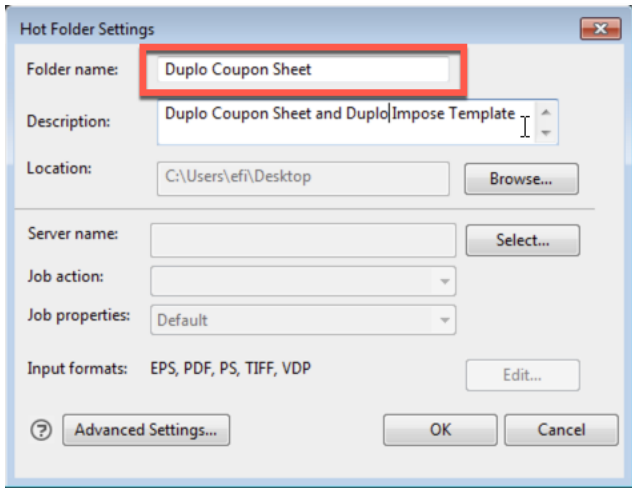 Hot Folder Settings
Folder name: Duplo Coupon Sheet
Description: Duplo Coupon Sheet and Duplo Impose Template
Location: C:\Users\efi\Desktop Browse...
Server name: Select...
Job action:
Job properties: Default
Input formats: EPS, PDF, PS, TIFF, VDP Edit...
? Advanced Settings... OK Cancel